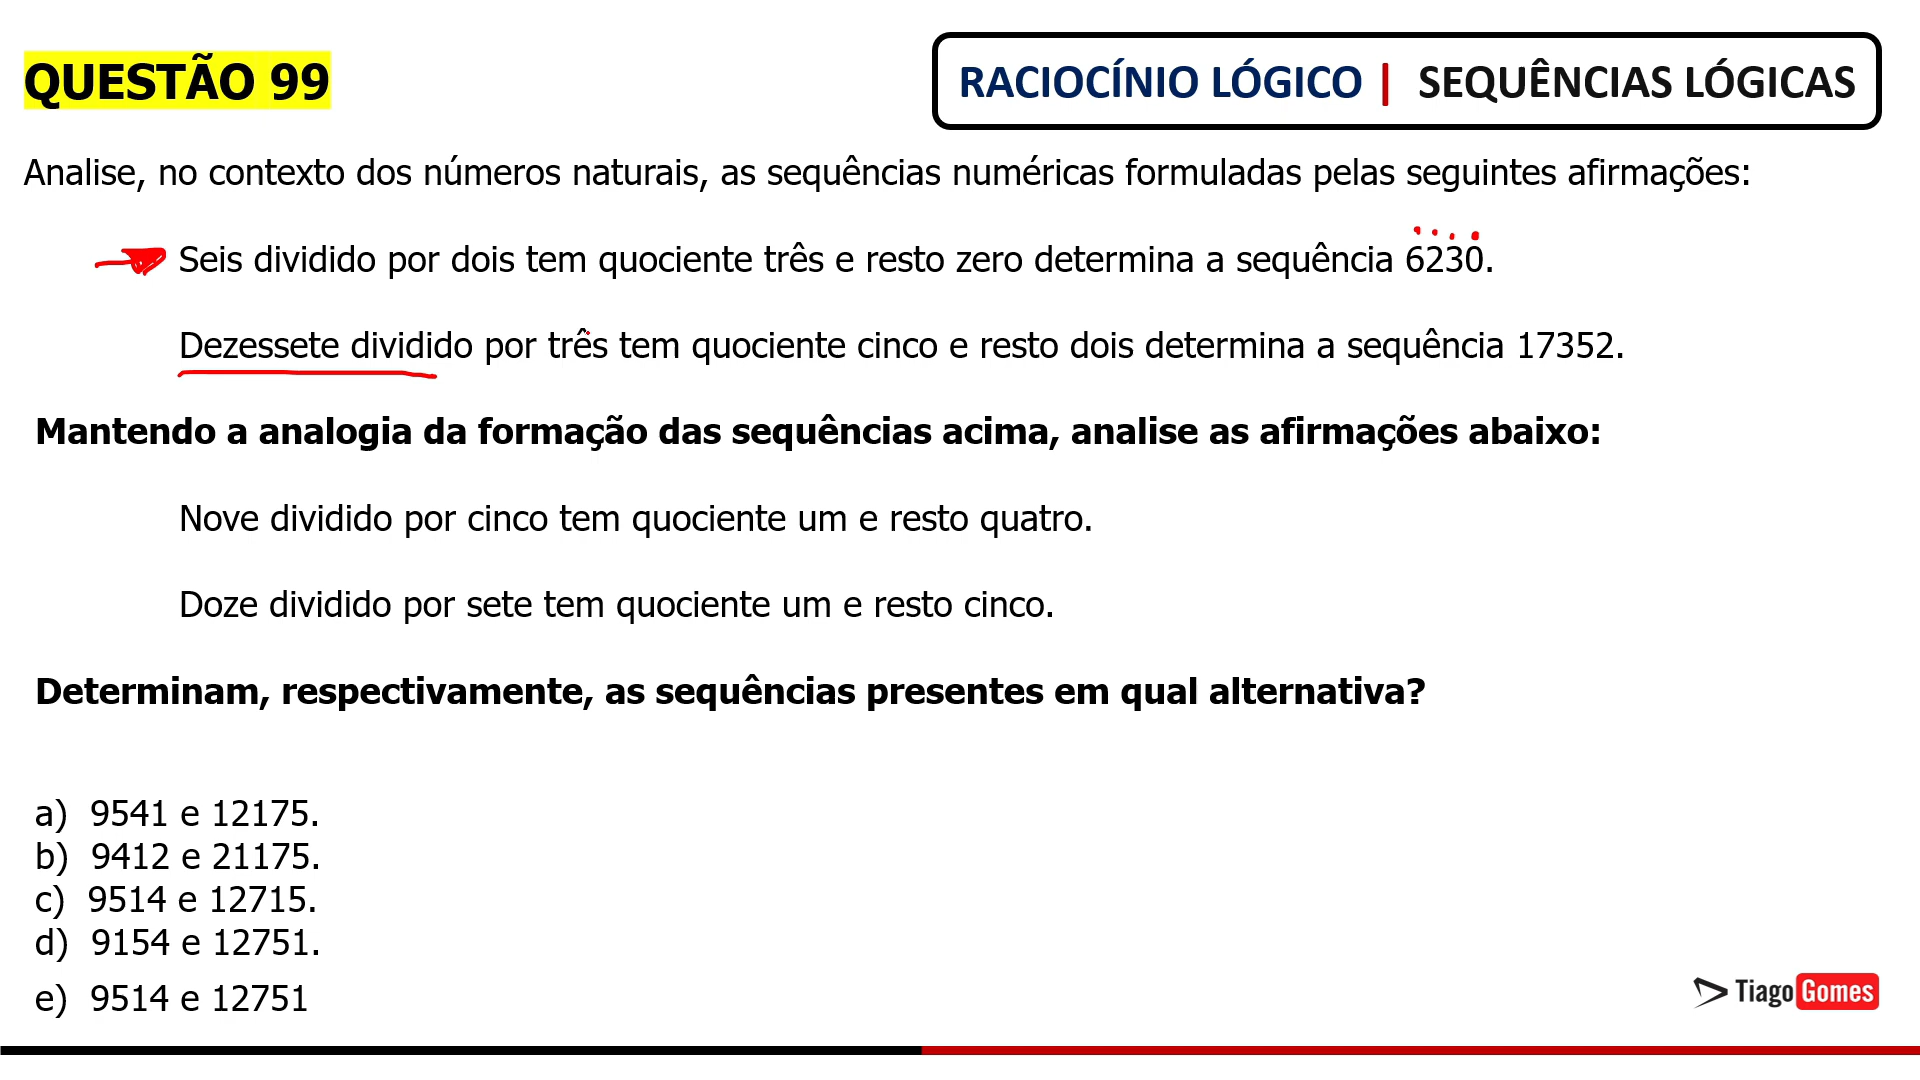 QUESTÃO 99
RACIOCÍNIO LÓGICO | SEQUÊNCIAS LÓGICAS
Analise, no contexto dos números naturais, as sequências numéricas formuladas pelas seguintes afirmações:
Seis dividido por dois tem quociente três e resto zero determina a sequência 6230.
Dezessete dividido por três tem quociente cinco e resto dois determina a sequência 17352.
Mantendo a analogia da formação das sequências acima, analise as afirmações abaixo:
Nove dividido por cinco tem quociente um e resto quatro.
Doze dividido por sete tem quociente um e resto cinco.
Determinam, respectivamente, as sequências presentes em qual alternativa?
a) 9541 e 12175.
b) 9412 e 21175.
c) 9514 e 12715.
d) 9154 e 12751.
e) 9514 e 12751
Tiago Gomes